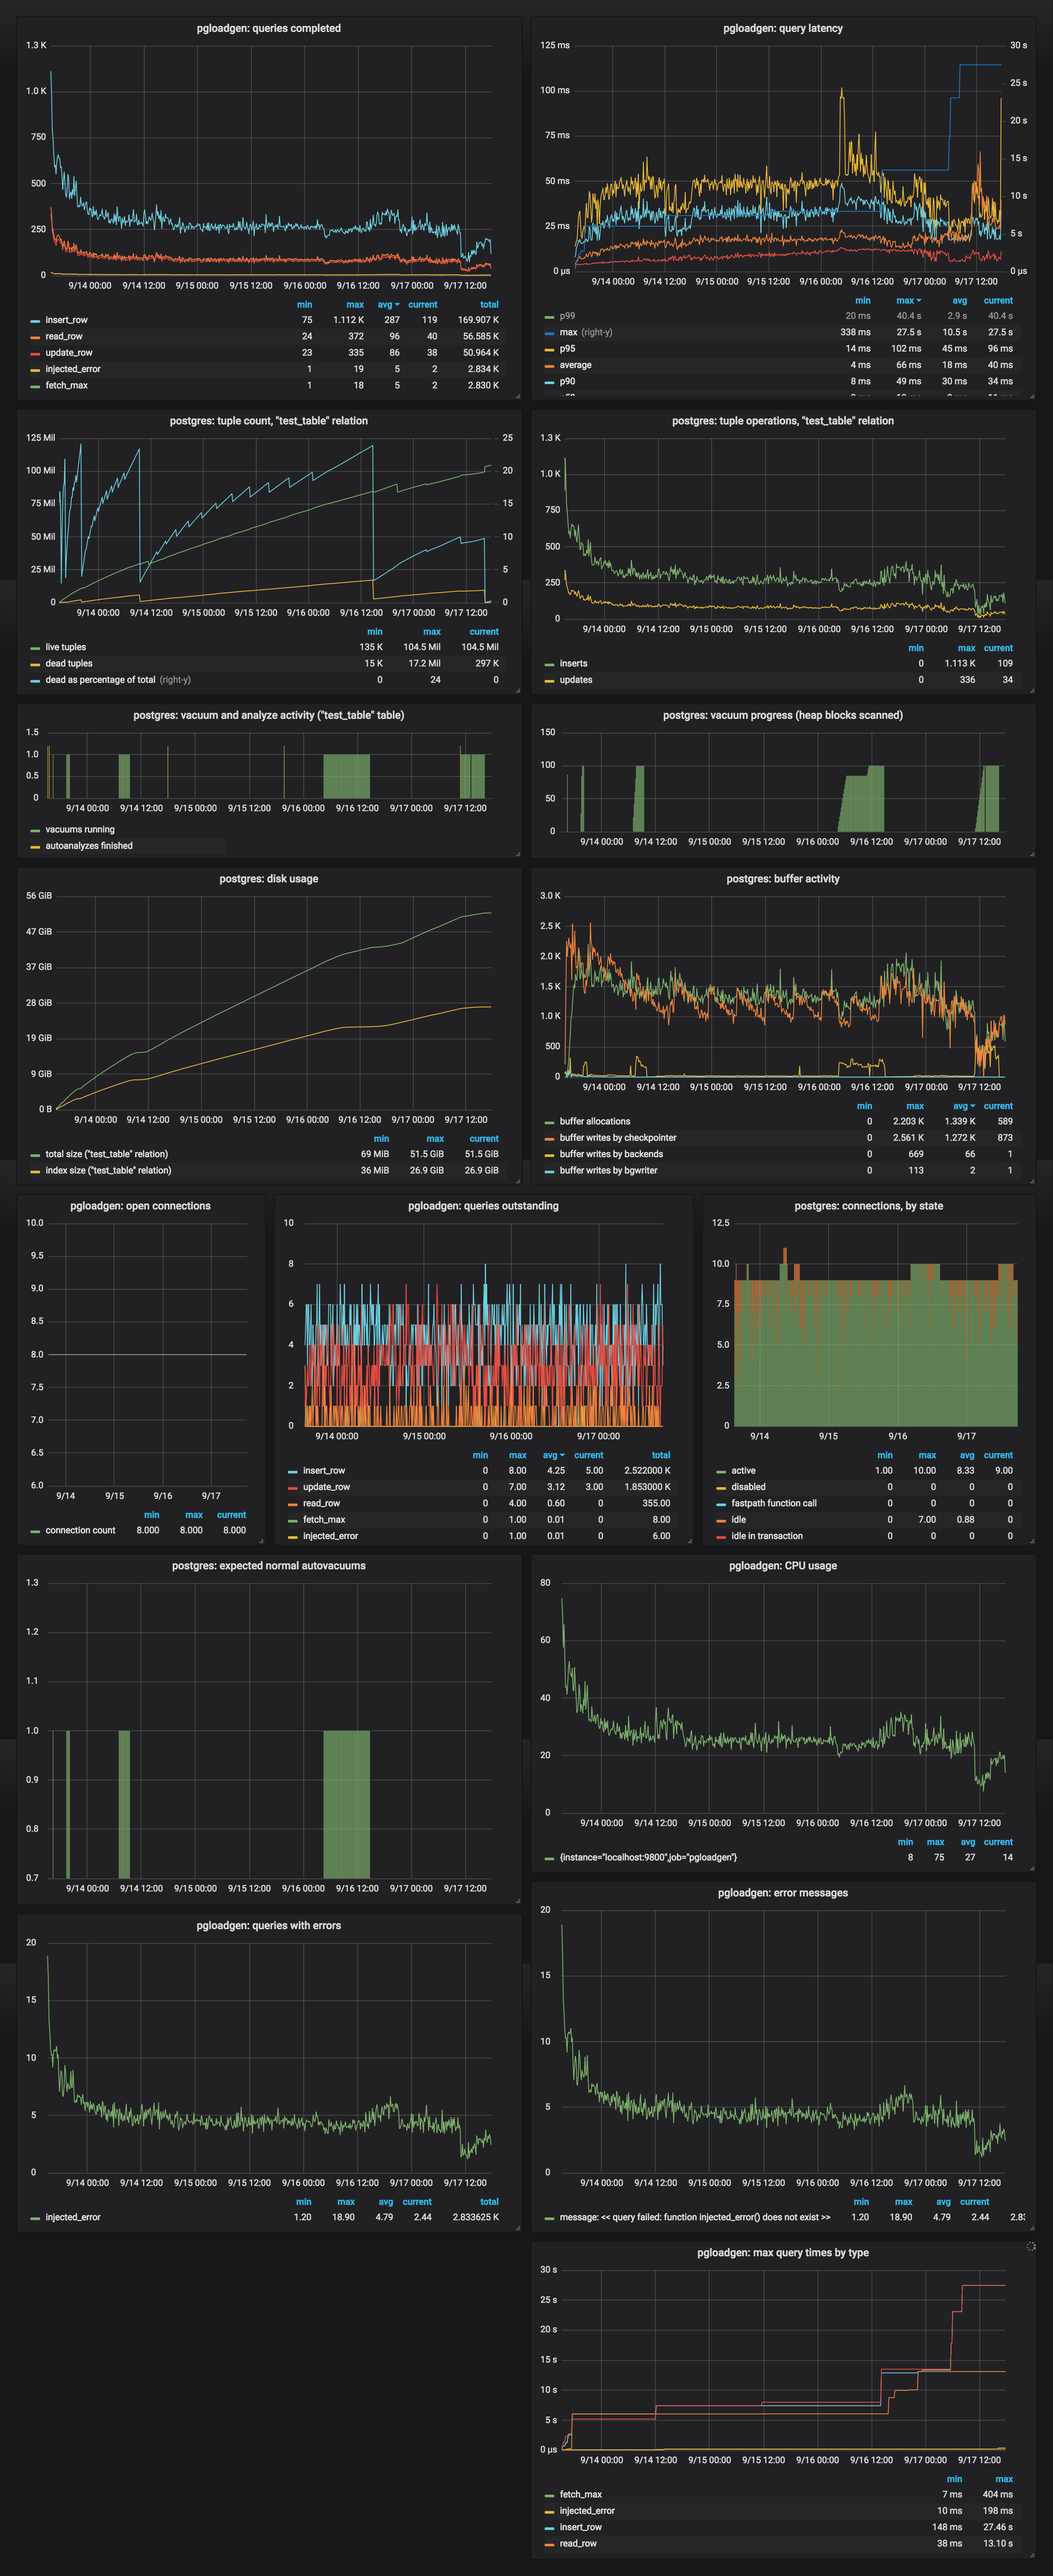 pgloadgen: queries completed
1.3 K
1.0 K
750
500
250
0
9/14 00:00 9/14 12:00 9/15 00:00 9/15 12:00 9/16 00:00 9/16 12:00 9/17 00:00 9/17 12:00
min max avg current total
insert_row 75 1.112 K 287 119 169.907 K
read_row 24 372 96 40 56.585 K
update_row 23 335 86 38 50.964 K
injected_error 1 19 5 2 2.834 K
fetch_max 1 18 5 2 2.830 K
pgloadgen: query latency
125 ms 30 s
25 s
100 ms
20 s
75 ms
15 s
50 ms
10 s
25 ms
5 s
0 µs 0 µs
9/14 00:00 9/14 12:00 9/15 00:00 9/15 12:00 9/16 00:00 9/16 12:00 9/17 00:00 9/17 12:00
min max avg current
p99 20 ms 40.4 s 2.9 s 40.4 s
max (right-y) 338 ms 27.5 s 10.5 s 27.5 s
p95 14 ms 102 ms 45 ms 96 ms
average 4 ms 66 ms 18 ms 40 ms
p90 8 ms 49 ms 30 ms 34 ms
postgres: tuple count, "test_table" relation
125 Mil 25
100 Mil 20
75 Mil 15
50 Mil 10
25 Mil 5
0 0
9/14 00:00 9/14 12:00 9/15 00:00 9/15 12:00 9/16 00:00 9/16 12:00 9/17 00:00 9/17 12:00
min max current
live tuples 135 K 104.5 Mil 104.5 Mil
dead tuples 15 K 17.2 Mil 297 K
dead as percentage of total (right-y) 0 24 0
postgres: tuple operations, "test_table" relation
1.3 K
1.0 K
750
500
250
0
9/14 00:00 9/14 12:00 9/15 00:00 9/15 12:00 9/16 00:00 9/16 12:00 9/17 00:00 9/17 12:00
min max current
inserts 0 1.113 K 109
updates 0 336 34
postgres: vacuum and analyze activity ("test_table" table)
1.5
1.0
0.5
0
9/14 00:00 9/14 12:00 9/15 00:00 9/15 12:00 9/16 00:00 9/16 12:00 9/17 00:00 9/17 12:00
vacuums running
autoanalyzes finished
postgres: vacuum progress (heap blocks scanned)
150
100
50
0
9/14 00:00 9/14 12:00 9/15 00:00 9/15 12:00 9/16 00:00 9/16 12:00 9/17 00:00 9/17 12:00
postgres: disk usage
56 GiB
47 GiB
37 GiB
28 GiB
19 GiB
9 GiB
0 B
9/14 00:00 9/14 12:00 9/15 00:00 9/15 12:00 9/16 00:00 9/16 12:00 9/17 00:00 9/17 12:00
min max current
total size ("test_table" relation) 69 MiB 51.5 GiB 51.5 GiB
index size ("test_table" relation) 36 MiB 26.9 GiB 26.9 GiB
postgres: buffer activity
3.0 K
2.5 K
2.0 K
1.5 K
1.0 K
500
0
9/14 00:00 9/14 12:00 9/15 00:00 9/15 12:00 9/16 00:00 9/16 12:00 9/17 00:00 9/17 12:00
min max avg current
buffer allocations 0 2.203 K 1.339 K 589
buffer writes by checkpointer 0 2.561 K 1.272 K 873
buffer writes by backends 0 669 66 1
buffer writes by bgwriter 0 113 2 1
pgloadgen: open connections
10.0
9.5
9.0
8.5
8.0
7.5
7.0
6.5
6.0
9/14 9/15 9/16 9/17
min max current
connection count 8.000 8.000 8.000
pgloadgen: queries outstanding
10
8
6
4
2
0
9/14 00:00 9/15 00:00 9/16 00:00 9/17 00:00
min max avg current total
insert_row 0 8.00 4.25 5.00 2.522000 K
update_row 0 7.00 3.12 3.00 1.853000 K
read_row 0 4.00 0.60 0 355.00
fetch_max 0 1.00 0.01 0 8.00
injected_error 0 1.00 0.01 0 6.00
postgres: connections, by state
12.5
10.0
7.5
5.0
2.5
0
9/14 9/15 9/16 9/17
min max avg current
active 1.00 10.00 8.33 9.00
disabled 0 0 0 0
fastpath function call 0 0 0 0
idle 0 7.00 0.88 0
idle in transaction 0 0 0 0
postgres: expected normal autovacuums
1.3
1.2
1.1
1.0
0.9
0.8
0.7
9/14 00:00 9/14 12:00 9/15 00:00 9/15 12:00 9/16 00:00 9/16 12:00 9/17 00:00 9/17 12:00
pgloadgen: CPU usage
80
60
40
20
0
9/14 00:00 9/14 12:00 9/15 00:00 9/15 12:00 9/16 00:00 9/16 12:00 9/17 00:00 9/17 12:00
min max avg current
{instance="localhost:9800",job="pgloadgen"} 8 75 27 14
pgloadgen: queries with errors
20
15
10
5
0
9/14 00:00 9/14 12:00 9/15 00:00 9/15 12:00 9/16 00:00 9/16 12:00 9/17 00:00 9/17 12:00
min max avg current total
injected_error 1.20 18.90 4.79 2.44 2.833625 K
pgloadgen: error messages
20
15
10
5
0
9/14 00:00 9/14 12:00 9/15 00:00 9/15 12:00 9/16 00:00 9/16 12:00 9/17 00:00 9/17 12:00
min max avg current
message: << query failed: function injected_error() does not exist >> 1.20 18.90 4.79 2.44
pgloadgen: max query times by type
30 s
25 s
20 s
15 s
10 s
5 s
0 µs
9/14 00:00 9/14 12:00 9/15 00:00 9/15 12:00 9/16 00:00 9/16 12:00 9/17 00:00 9/17 12:00
min max
fetch_max 7 ms 404 ms
injected_error 10 ms 198 ms
insert_row 148 ms 27.46 s
read_row 38 ms 13.10 s